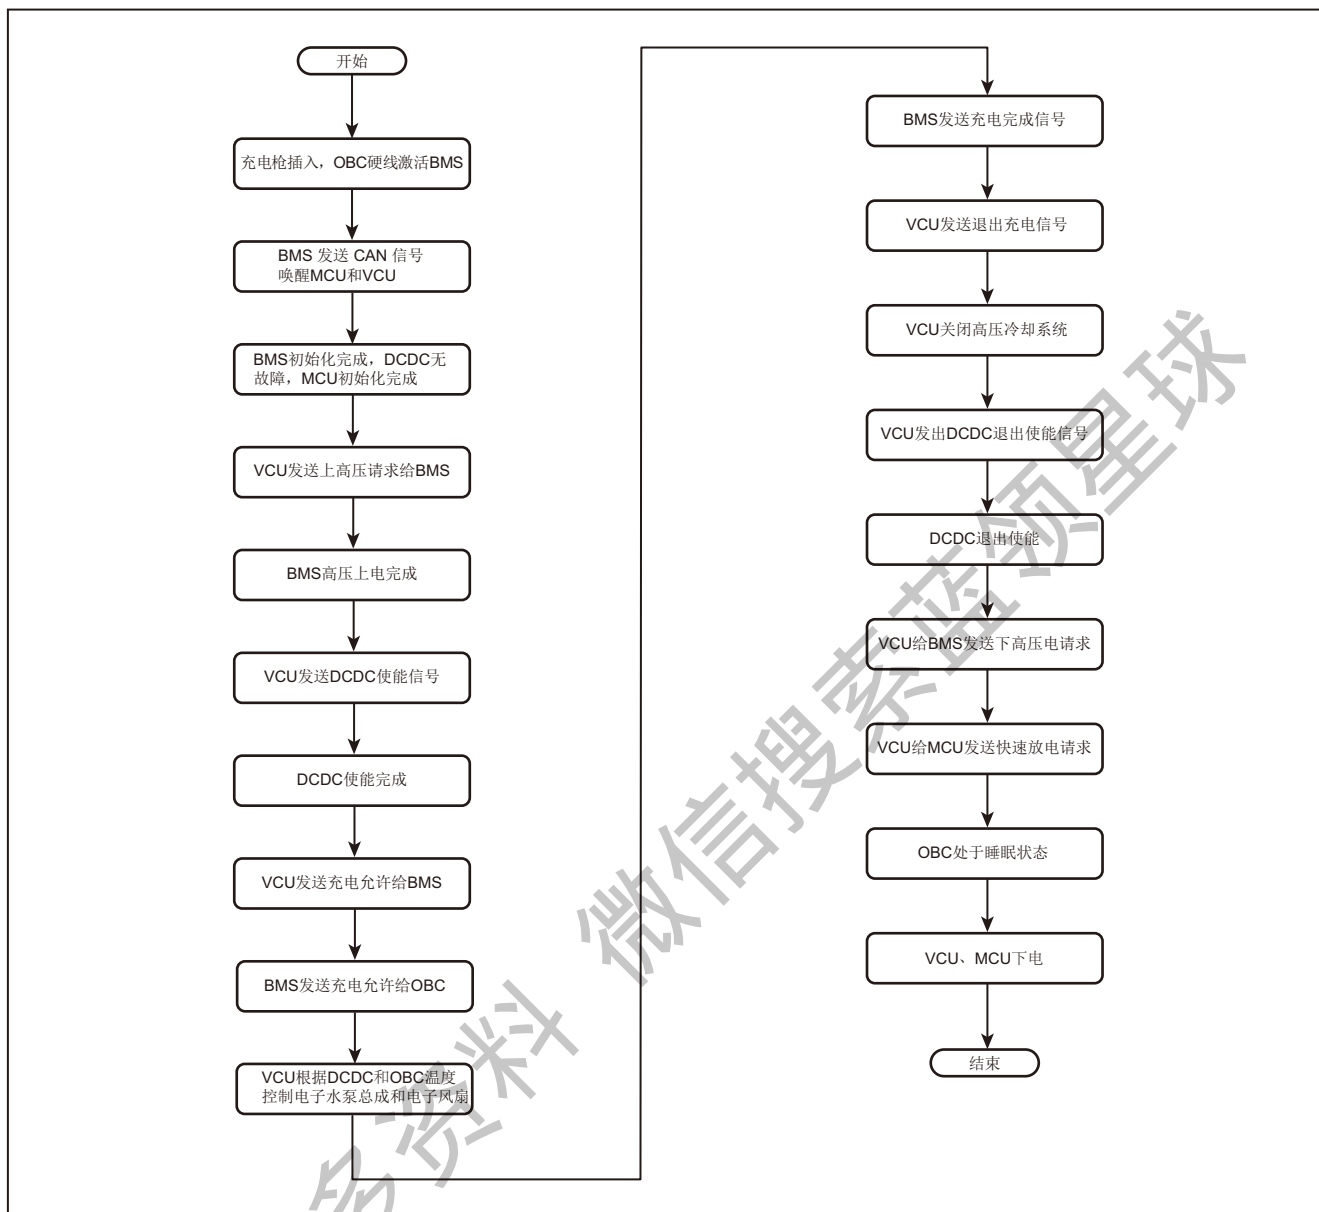 开始
充电枪插入，OBC硬线激活BMS
BMS 发送 CAN 信号
唤醒MCU和VCU
BMS初始化完成，DCDC无
故障，MCU初始化完成
VCU发送上高压请求给BMS
BMS高压上电完成
VCU发送DCDC使能信号
DCDC使能完成
VCU发送充电允许给BMS
BMS发送充电允许给OBC
VCU根据DCDC和OBC温度
控制电子水泵总成和电子风扇
BMS发送充电完成信号
VCU发送退出充电信号
VCU关闭高压冷却系统
VCU发出DCDC退出使能信号
DCDC退出使能
VCU给BMS发送下高压电请求
VCU给MCU发送快速放电请求
OBC处于睡眠状态
VCU、MCU下电
结束
多资料 微信搜索蓝领星球